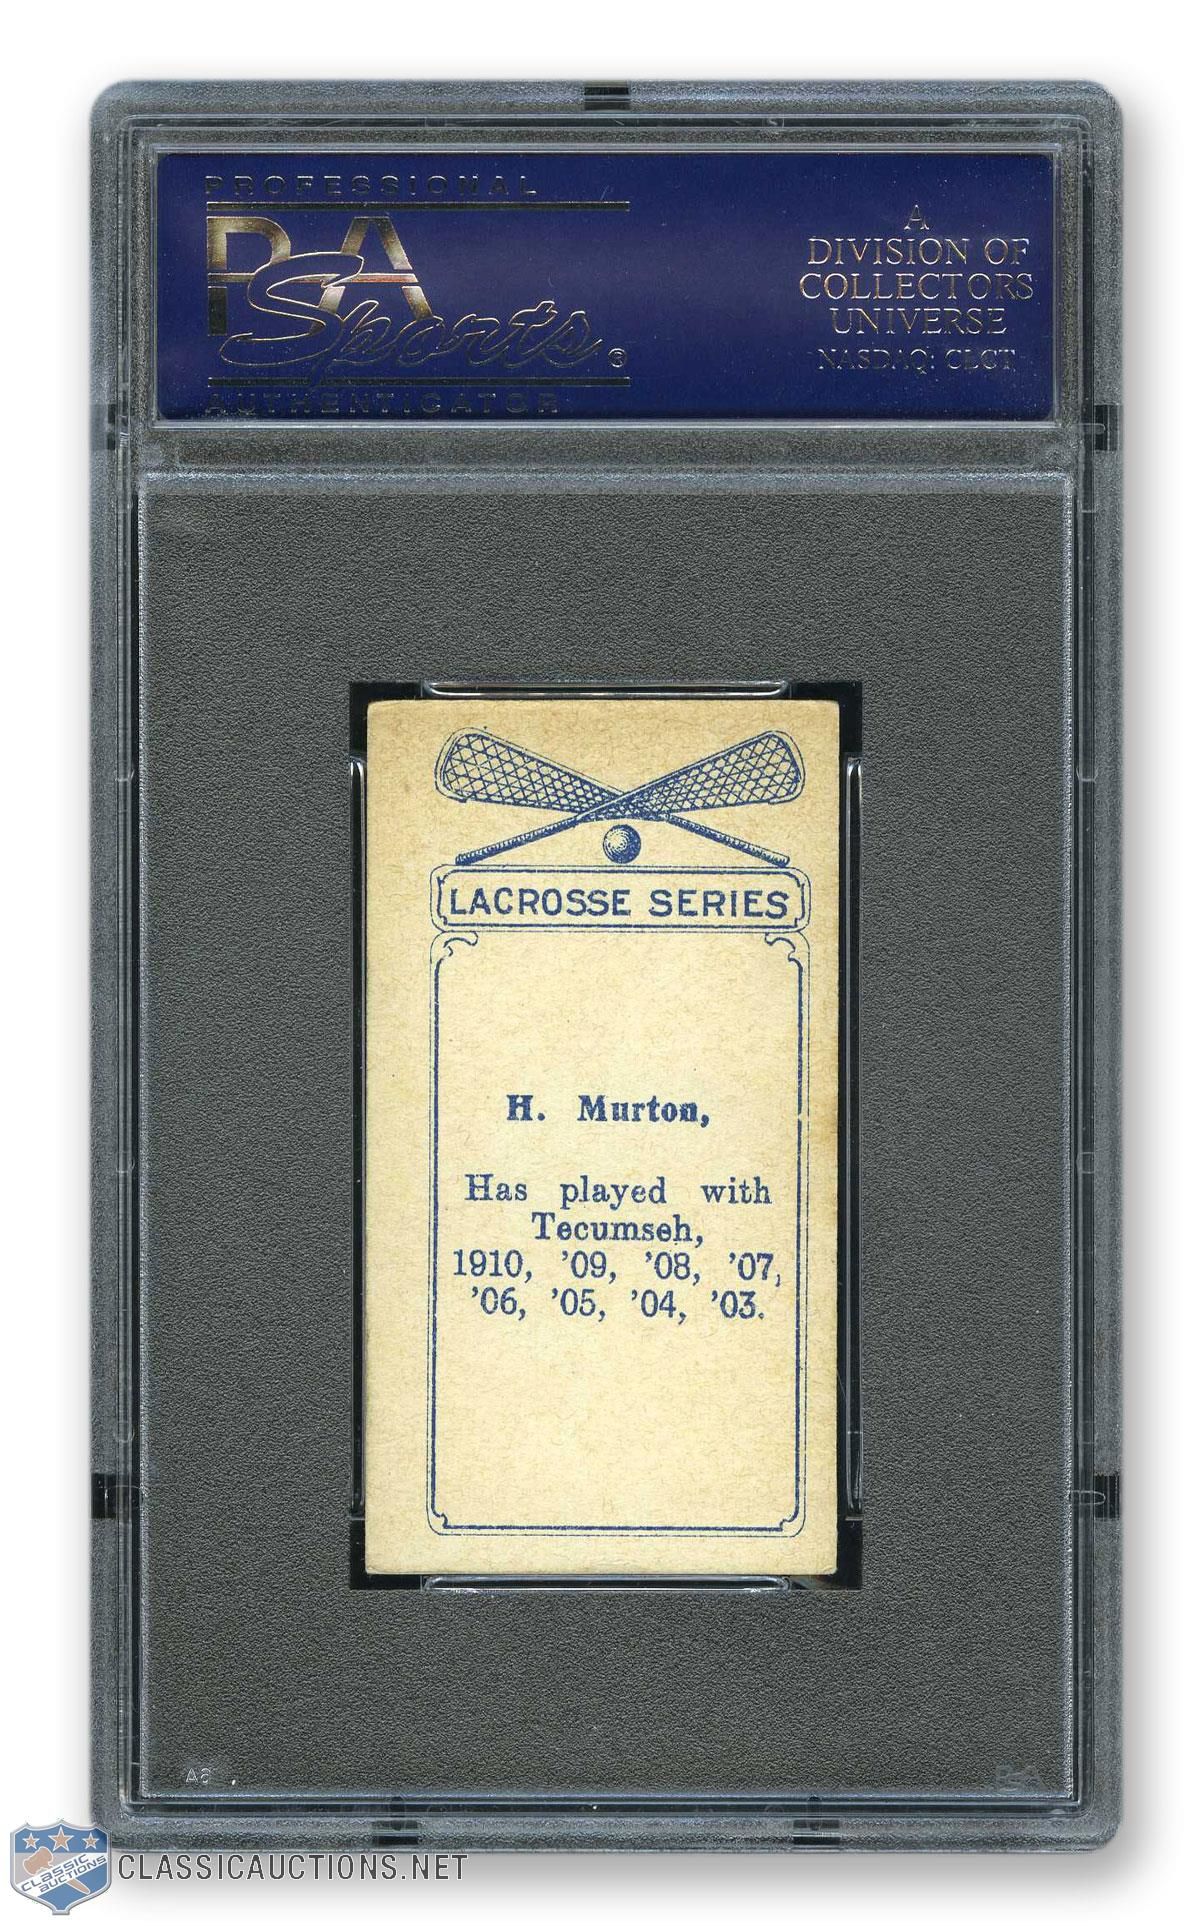 PROFESSIONAL
PSA
Sports®
AUTHENTICATOR
A
DIVISION OF
COLLECTORS
UNIVERSE
NASDAQ: CLCT
LACROSSE SERIES
H. Murton,
Has played with
Tecumseh,
1910, '09, '08, '07,
'06, '05, '04, '03.
PSA
CLASSIC
AUCTIONS
CLASSICAUCTIONS.NET